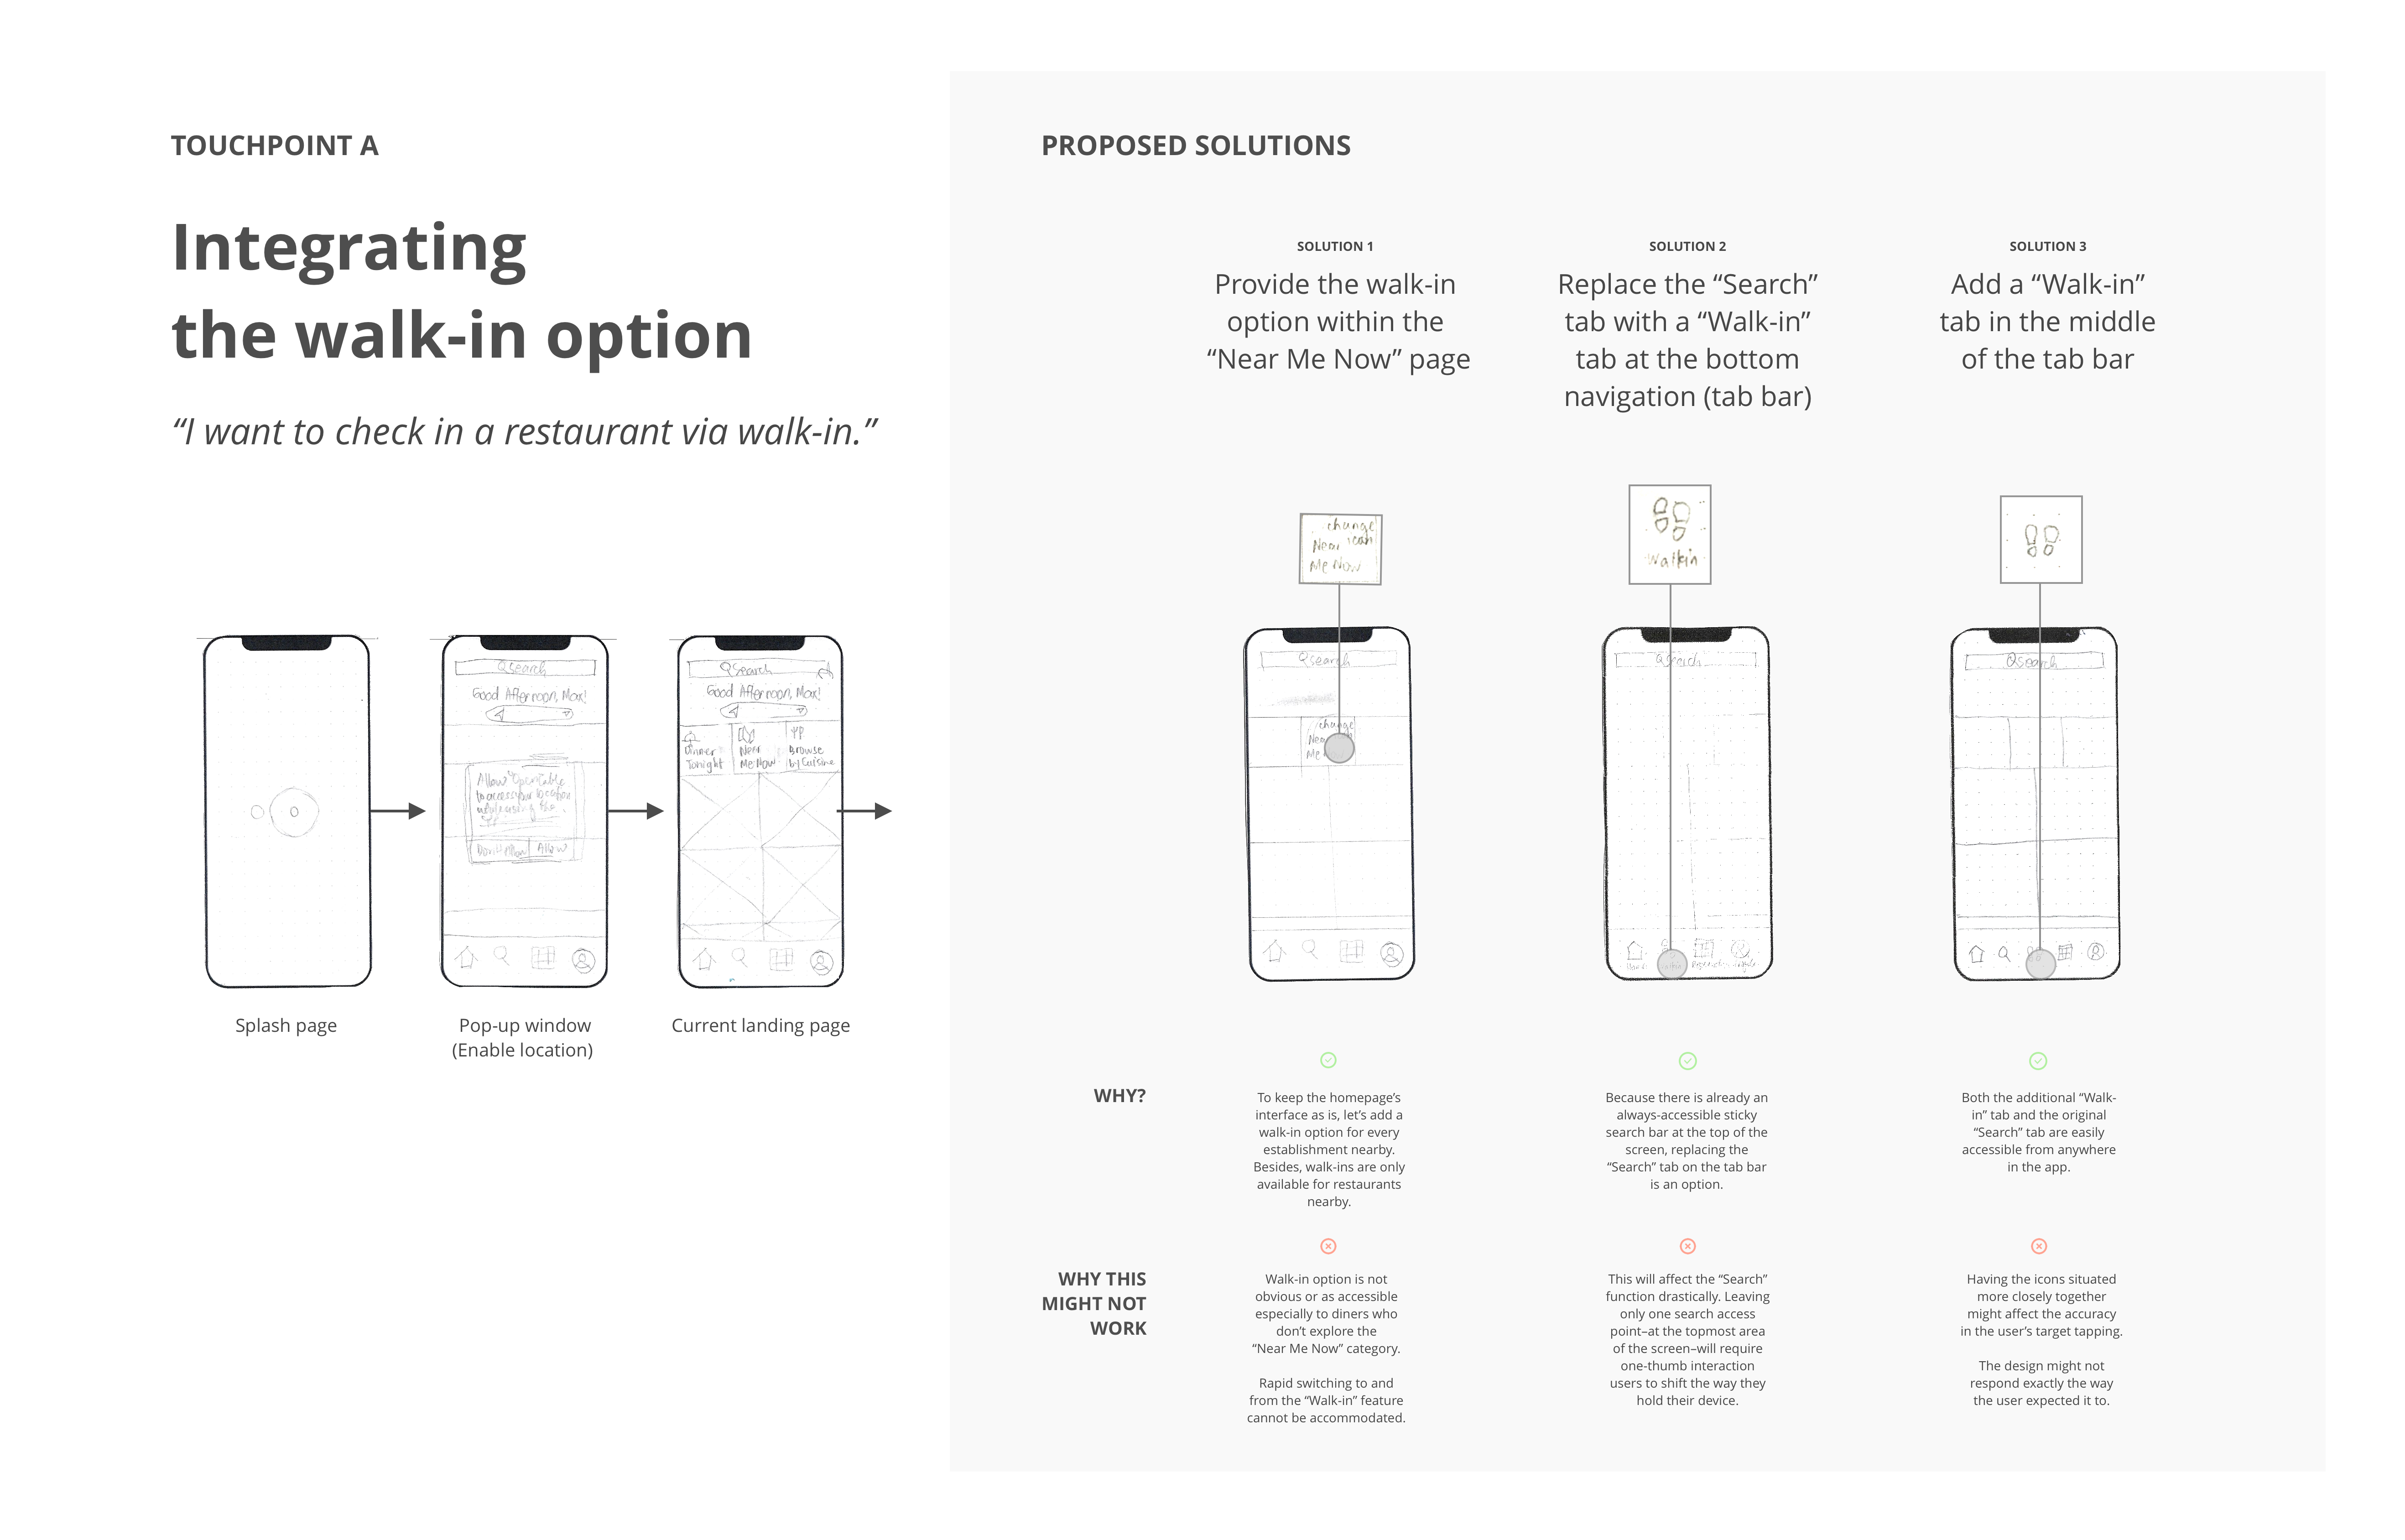 TOUCHPOINT A
Integrating
the walk-in option
“I want to check in a restaurant via walk-in.”
Search
Good Afternoon, Max!
Allow OpenTable
to access your location
Don't Allow
Allow
Search
Good Afternoon, Max!
Dinner
Tonight
Near
Me Now
Browse
by Cuisine
Splash page
Pop-up window
(Enable location)
Current landing page
PROPOSED SOLUTIONS
SOLUTION 1
Provide the walk-in
option within the
“Near Me Now” page
change
Near
icon
Me Now
Search
change
SOLUTION 2
Replace the “Search”
tab with a “Walk-in”
tab at the bottom
navigation (tab bar)
Walkin
Search
SOLUTION 3
Add a “Walk-in”
tab in the middle
of the tab bar
Search
WHY?
To keep the homepage’s
interface as is, let’s add a
walk-in option for every
establishment nearby.
Besides, walk-ins are only
available for restaurants
nearby.
Because there is already an
always-accessible sticky
search bar at the top of the
screen, replacing the
“Search” tab on the tab bar
is an option.
Both the additional “Walk-
in” tab and the original
“Search” tab are easily
accessible from anywhere
in the app.
WHY THIS
MIGHT NOT
WORK
Walk-in option is not
obvious or as accessible
especially to diners who
don’t explore the
“Near Me Now” category.
Rapid switching to and
from the “Walk-in” feature
cannot be accommodated.
This will affect the “Search”
function drastically. Leaving
only one search access
point–at the topmost area
of the screen–will require
one-thumb interaction
users to shift the way they
hold their device.
Having the icons situated
more closely together
might affect the accuracy
in the user’s target tapping.
The design might not
respond exactly the way
the user expected it to.